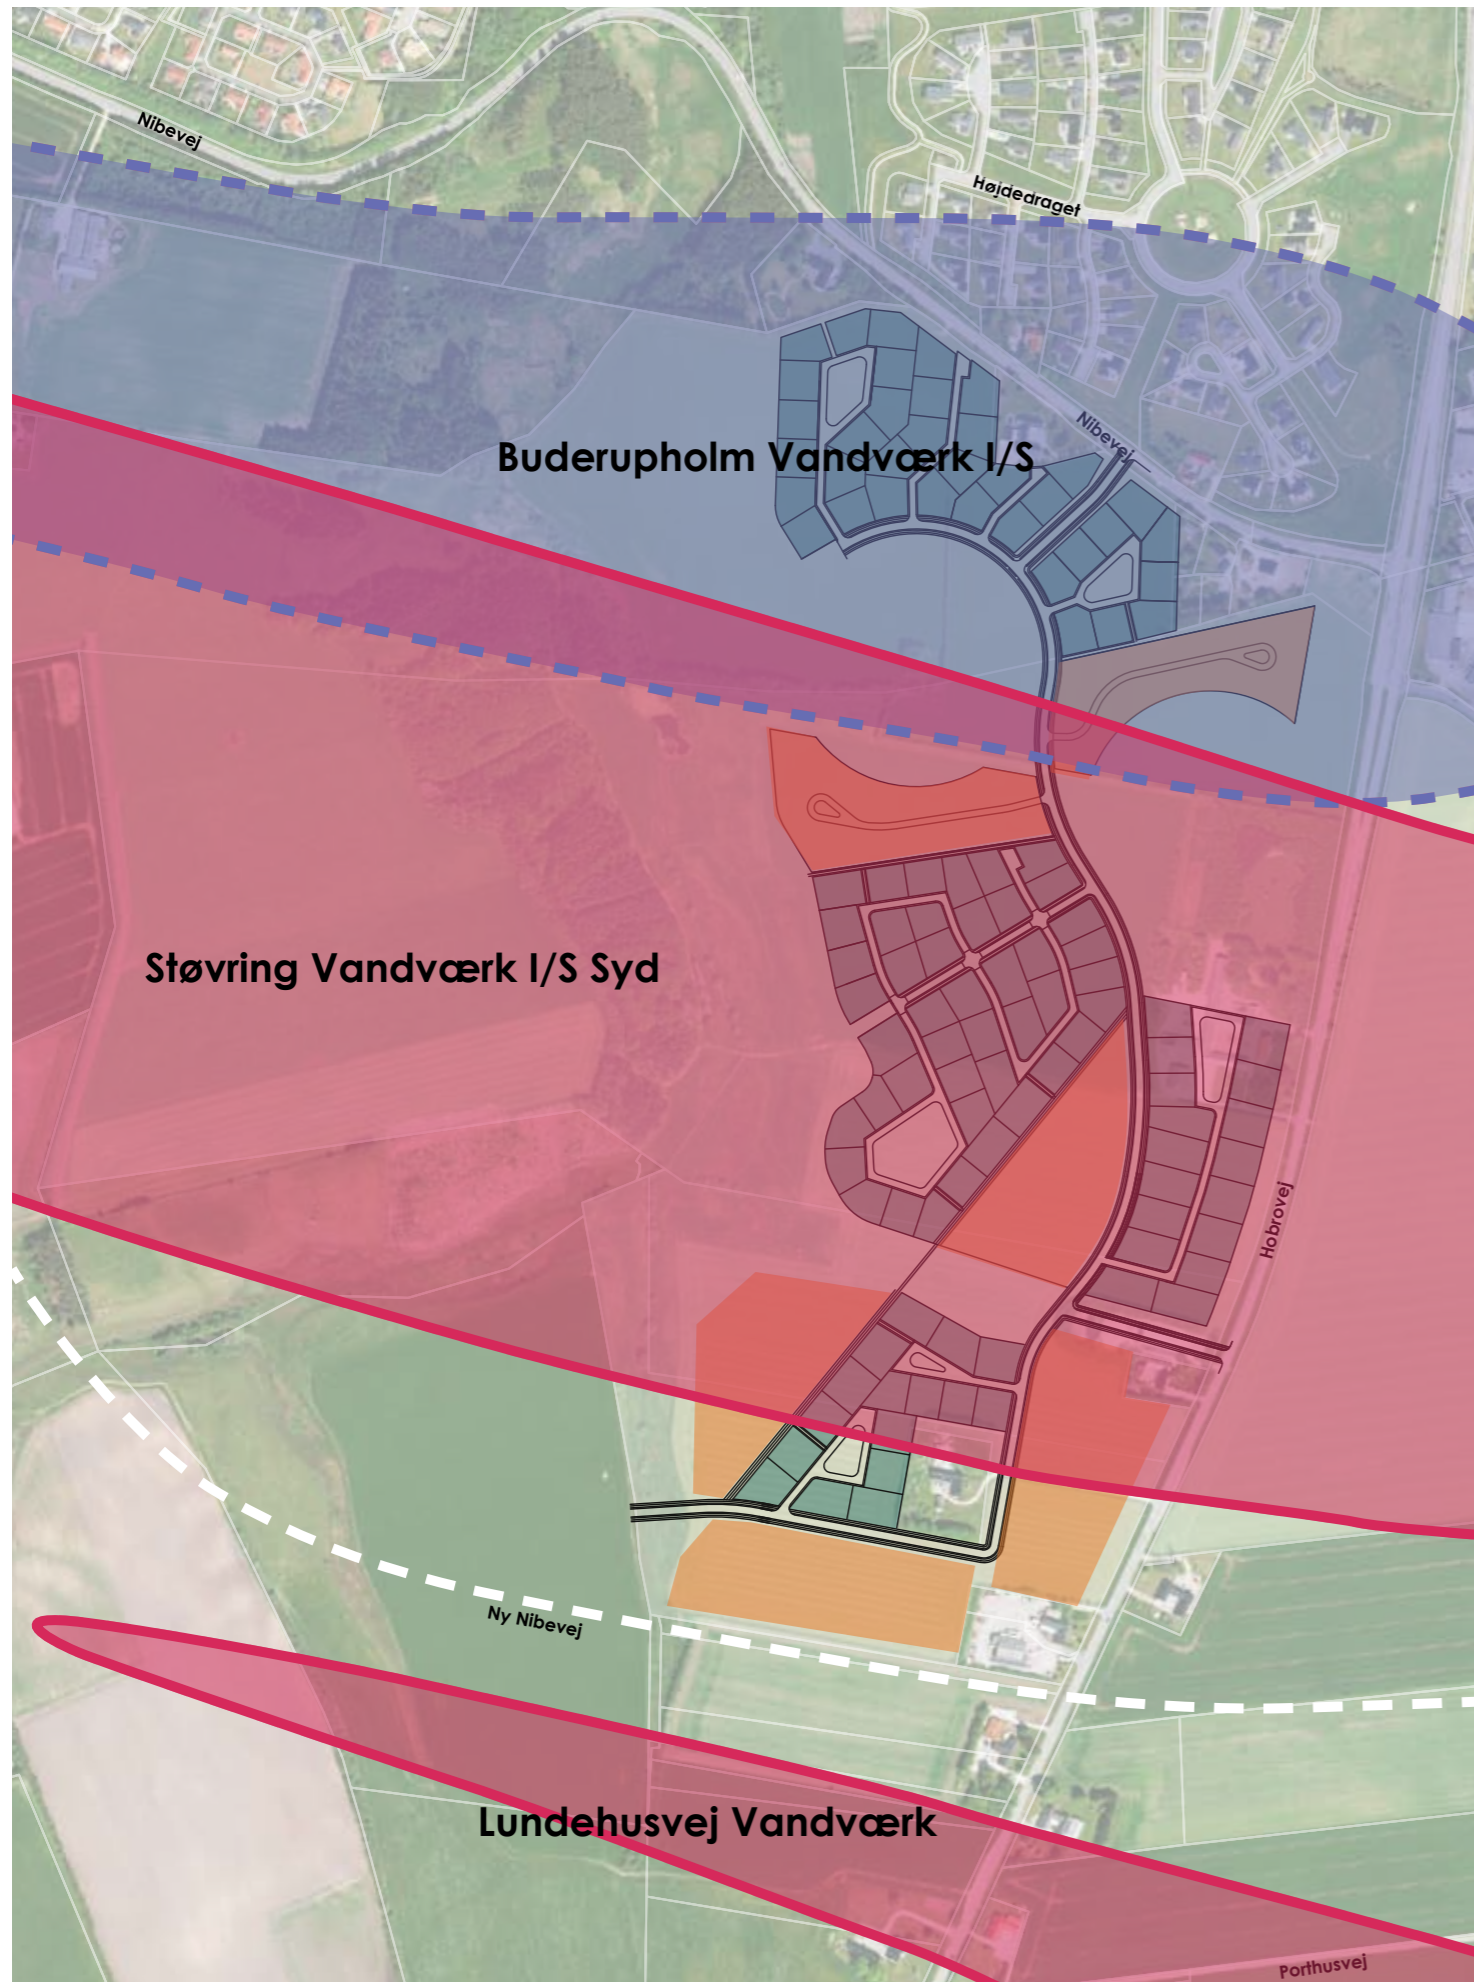 Nibevej
Højdedraget
Nibevej
Buderupholm Vandværk I/S
Støvring Vandværk I/S Syd
Hobrovej
Ny Nibevej
Lundehusvej Vandværk
Porthusvej